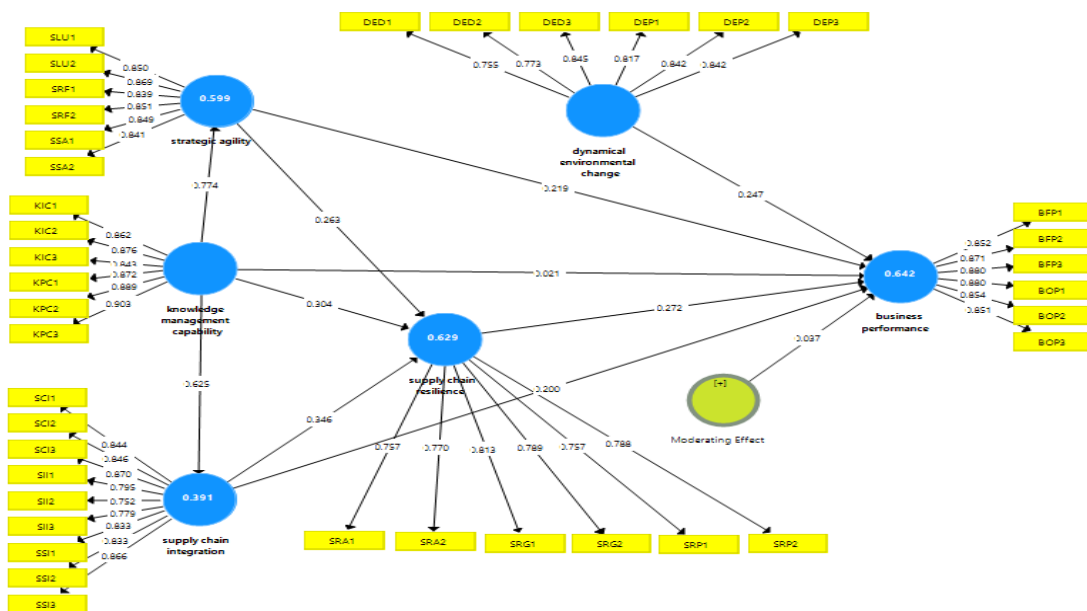 DED1
DED2
DED3
DEP1
DEP2
DEP3
0.755
0.773
0.845
0.817
0.842
0.842
SLU1
SLU2
SRF1
SRF2
SSA1
SSA2
0.850
0.869
0.839
0.851
0.849
0.841
0.599
strategic agility
dynamical
environmental
change
0.774
0.263
0.219
0.247
KIC1
KIC2
KIC3
KPC1
KPC2
KPC3
0.862
0.876
0.843
0.872
0.889
0.903
knowledge
management
capability
0.021
0.304
0.625
0.642
business
performance
0.852
0.871
0.880
0.880
0.854
0.851
BFP1
BFP2
BFP3
BOP1
BOP2
BOP3
0.629
supply chain
resilience
0.272
0.037
0.200
0.346
[+]
Moderating Effect
SCI1
SCI2
SCI3
SII1
SII2
SII3
SSI1
SSI2
SSI3
0.844
0.846
0.870
0.795
0.752
0.779
0.833
0.833
0.866
0.391
supply chain
integration
0.757
0.770
0.813
0.789
0.757
0.788
SRA1
SRA2
SRG1
SRG2
SRP1
SRP2